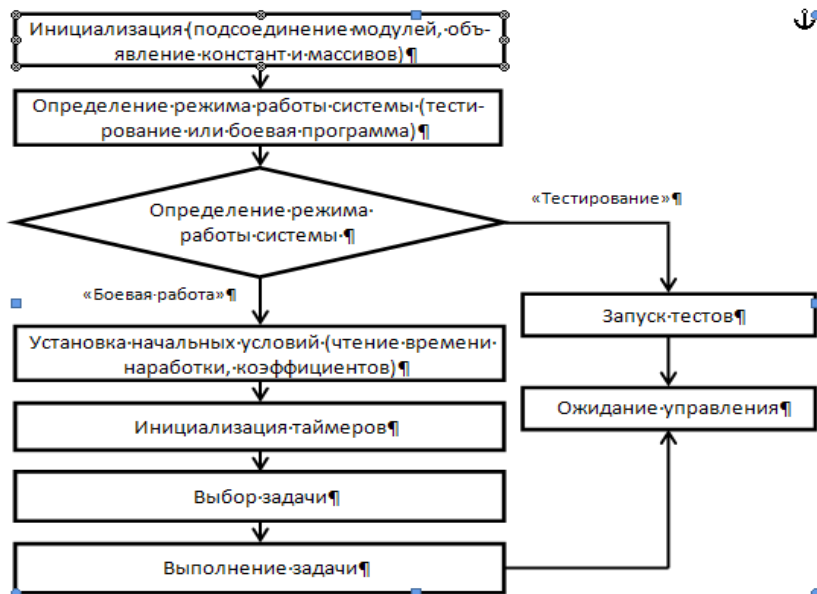 Инициализация (подсоединение модулей, объ-
явление констант и массивов)¶
Определение режима работы системы (тести-
рование или боевая программа)¶
Определение режима
работы системы ¶
«Тестирование»¶
«Боевая работа»¶
Запуск тестов¶
Установка начальных условий (чтение времени
наработки, коэффициентов)¶
Ожидание управления¶
Инициализация таймеров¶
Выбор задачи¶
Выполнение задачи¶